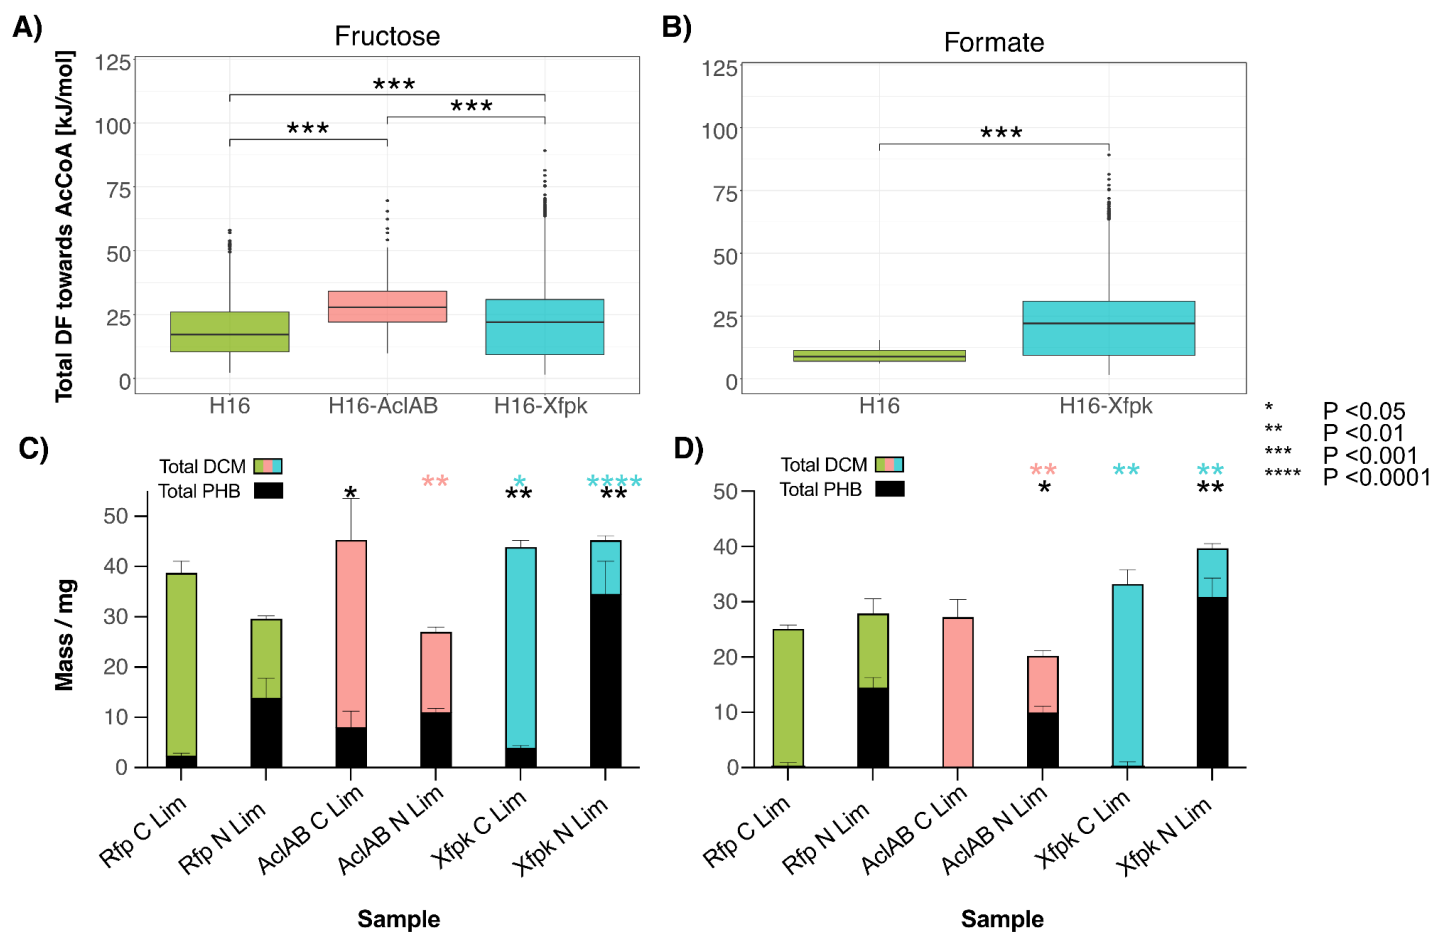 A)
Fructose
B)
Formate
Total DF towards AcCoA [kJ/mol]
125
100
75
50
25
0
***
***
***
H16
H16-AclAB
H16-Xfpk
125
100
75
50
25
0
***
H16
H16-Xfpk
* P <0.05
** P <0.01
*** P <0.001
**** P <0.0001
C)
Total DCM
Total PHB
Mass / mg
50
40
30
20
10
0
* ** * ****
** **
Rfp C Lim
Rfp N Lim
AclAB C Lim
AclAB N Lim
Xfpk C Lim
Xfpk N Lim
Sample
D)
Total DCM
Total PHB
50
40
30
20
10
0
** ** **
* **
Rfp C Lim
Rfp N Lim
AclAB C Lim
AclAB N Lim
Xfpk C Lim
Xfpk N Lim
Sample